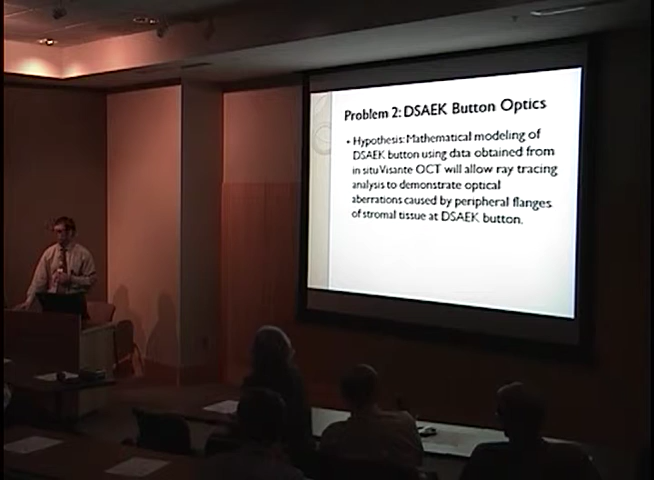 Problem 2: DSAEK Button Optics
• Hypothesis: Mathematical modeling of
DSAEK button using data obtained from
in situ Visante OCT will allow ray tracing
analysis to demonstrate optical
aberrations caused by peripheral flanges
of stromal tissue at DSAEK button.